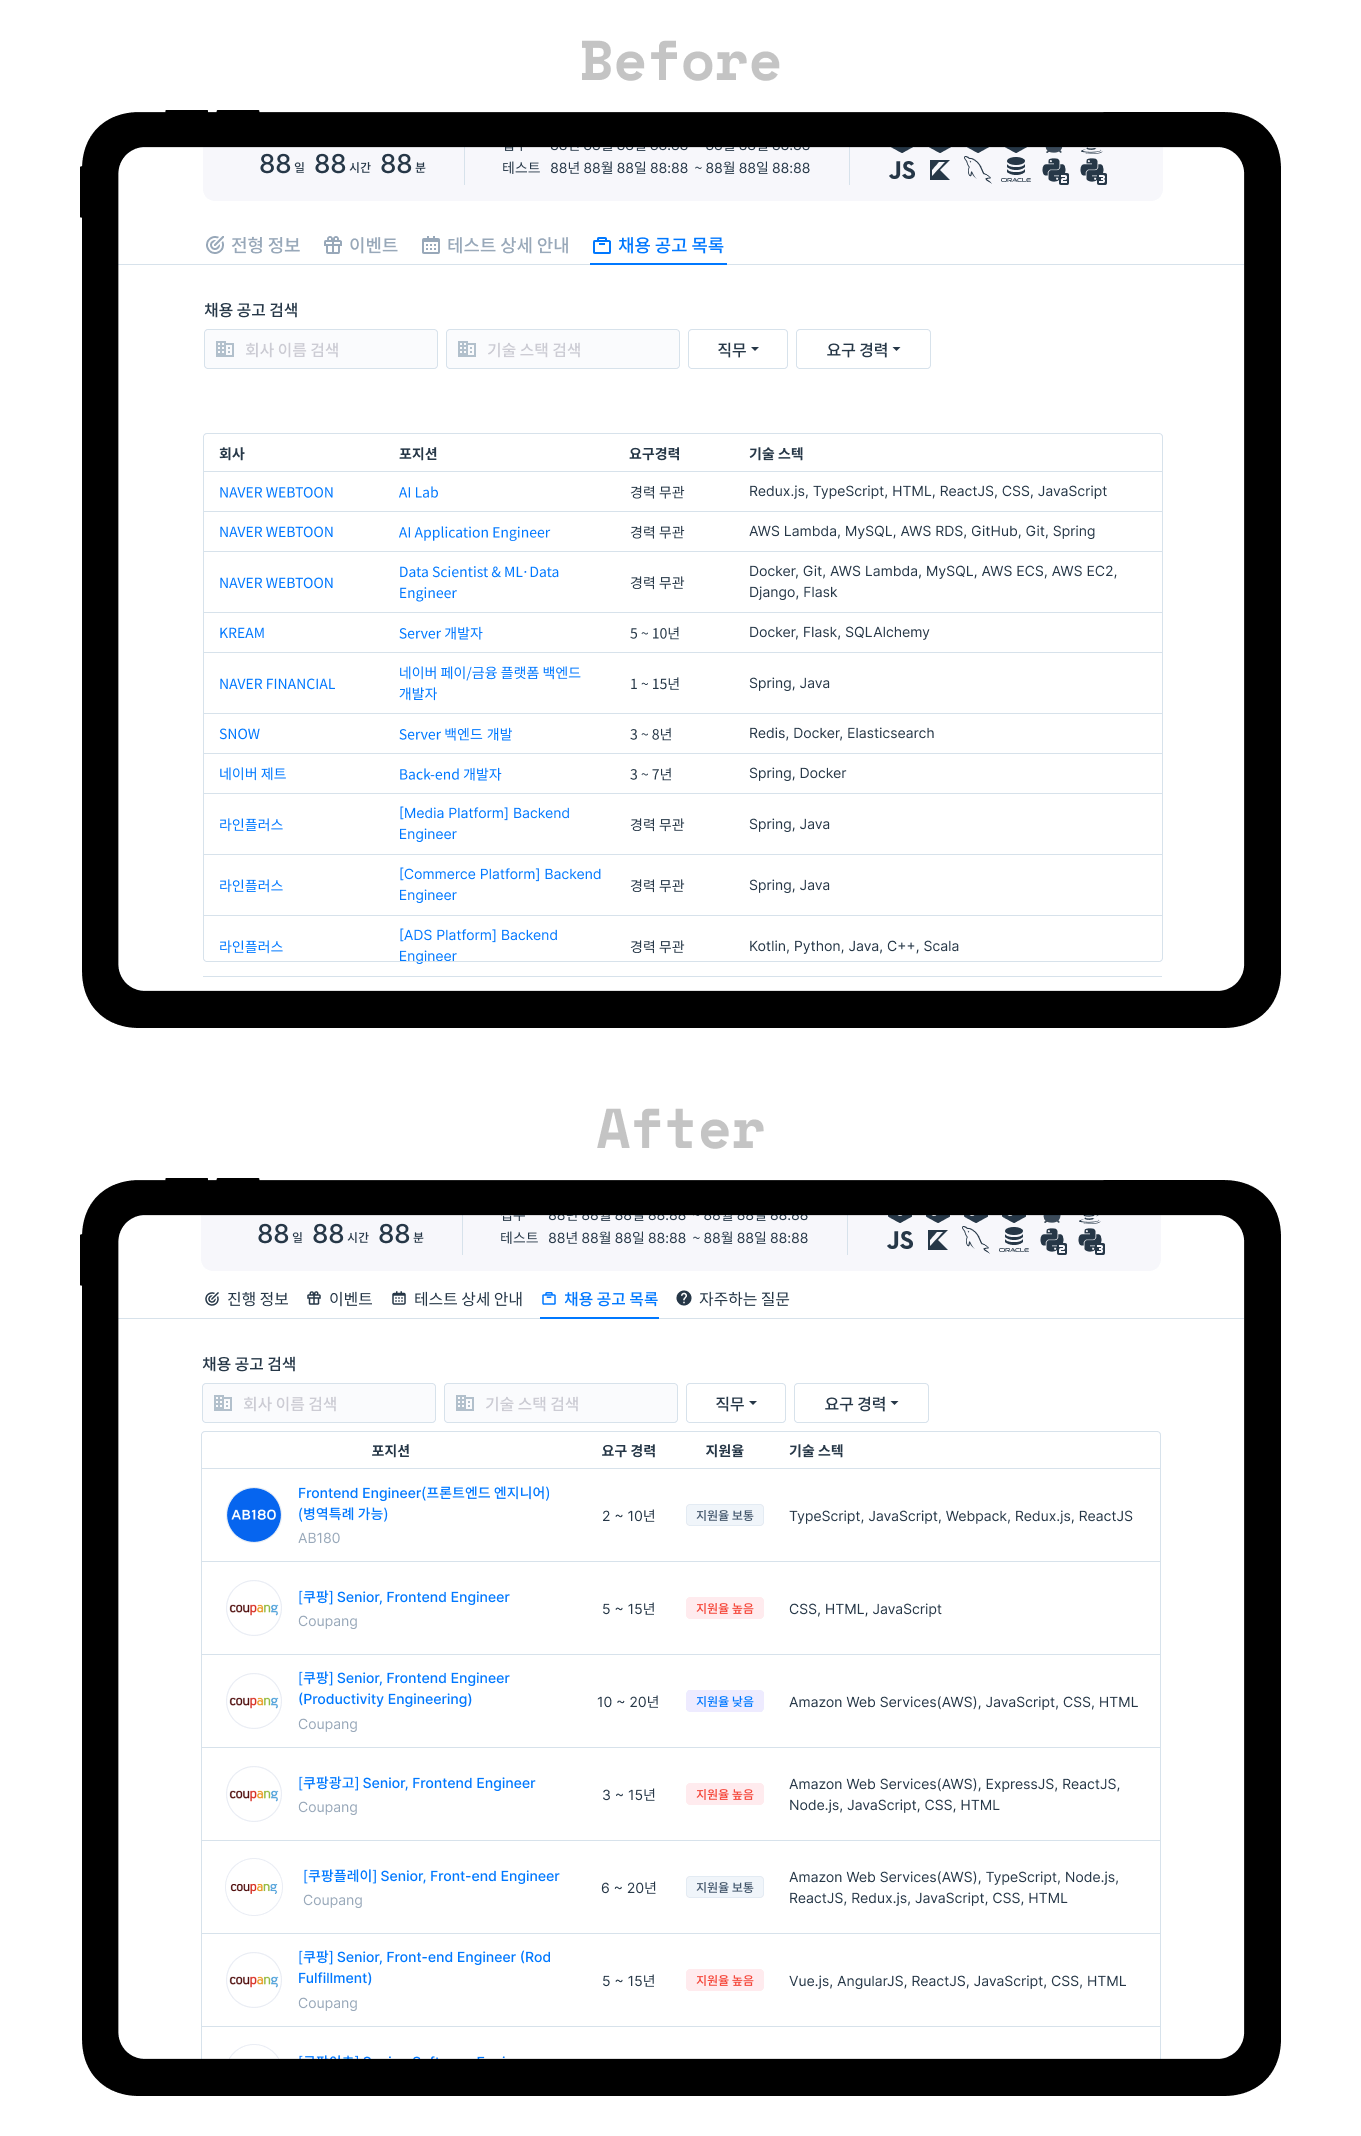 Before
88일 88시간 88분
테스트 88년 88월 88일 88:88 ~ 88월 88일 88:88
JS
ORACLE
2
3
전형 정보 이벤트 테스트 상세 안내 채용 공고 목록
채용 공고 검색
회사 이름 검색 기술 스택 검색 직무 요구 경력
회사 포지션 요구경력 기술 스텍
NAVER WEBTOON AI Lab 경력 무관 Redux.js, TypeScript, HTML, ReactJS, CSS, JavaScript
NAVER WEBTOON AI Application Engineer 경력 무관 AWS Lambda, MySQL, AWS RDS, GitHub, Git, Spring
NAVER WEBTOON Data Scientist & ML·Data
Engineer 경력 무관 Docker, Git, AWS Lambda, MySQL, AWS ECS, AWS EC2,
Django, Flask
KREAM Server 개발자 5 ~ 10년 Docker, Flask, SQLAlchemy
NAVER FINANCIAL 네이버 페이/금융 플랫폼 백엔드
개발자 1 ~ 15년 Spring, Java
SNOW Server 백엔드 개발 3 ~ 8년 Redis, Docker, Elasticsearch
네이버 제트 Back-end 개발자 3 ~ 7년 Spring, Docker
라인플러스 [Media Platform] Backend
Engineer 경력 무관 Spring, Java
라인플러스 [Commerce Platform] Backend
Engineer 경력 무관 Spring, Java
라인플러스 [ADS Platform] Backend
Engineer 경력 무관 Kotlin, Python, Java, C++, Scala
After
88일 88시간 88분
테스트 88년 88월 88일 88:88 ~ 88월 88일 88:88
JS
ORACLE
2
3
진행 정보 이벤트 테스트 상세 안내 채용 공고 목록 자주하는 질문
채용 공고 검색
회사 이름 검색 기술 스택 검색 직무 요구 경력
포지션 요구 경력 지원율 기술 스텍
AB180 Frontend Engineer(프론트엔드 엔지니어)
(병역특례 가능)
AB180 2 ~ 10년 지원율 보통 TypeScript, JavaScript, Webpack, Redux.js, ReactJS
coupang [쿠팡] Senior, Frontend Engineer
Coupang 5 ~ 15년 지원율 높음 CSS, HTML, JavaScript
coupang [쿠팡] Senior, Frontend Engineer
(Productivity Engineering)
Coupang 10 ~ 20년 지원율 낮음 Amazon Web Services(AWS), JavaScript, CSS, HTML
coupang [쿠팡광고] Senior, Frontend Engineer
Coupang 3 ~ 15년 지원율 높음 Amazon Web Services(AWS), ExpressJS, ReactJS,
Node.js, JavaScript, CSS, HTML
coupang [쿠팡플레이] Senior, Front-end Engineer
Coupang 6 ~ 20년 지원율 보통 Amazon Web Services(AWS), TypeScript, Node.js,
ReactJS, Redux.js, JavaScript, CSS, HTML
coupang [쿠팡] Senior, Front-end Engineer (Rod
Fulfillment)
Coupang 5 ~ 15년 지원율 높음 Vue.js, AngularJS, ReactJS, JavaScript, CSS, HTML